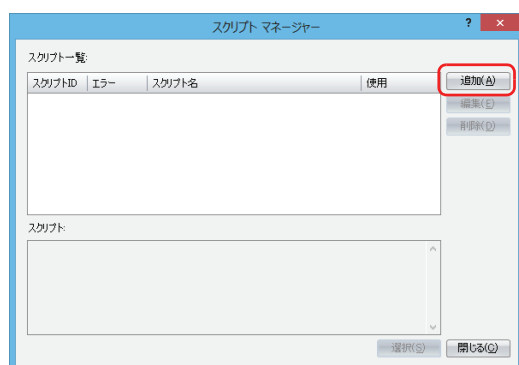 スクリプト マネージャー ? ×
スクリプト一覧:
スクリプトID エラー スクリプト名 使用 追加(A)
編集(E)
削除(D)
スクリプト:
選択(S) 閉じる(C)